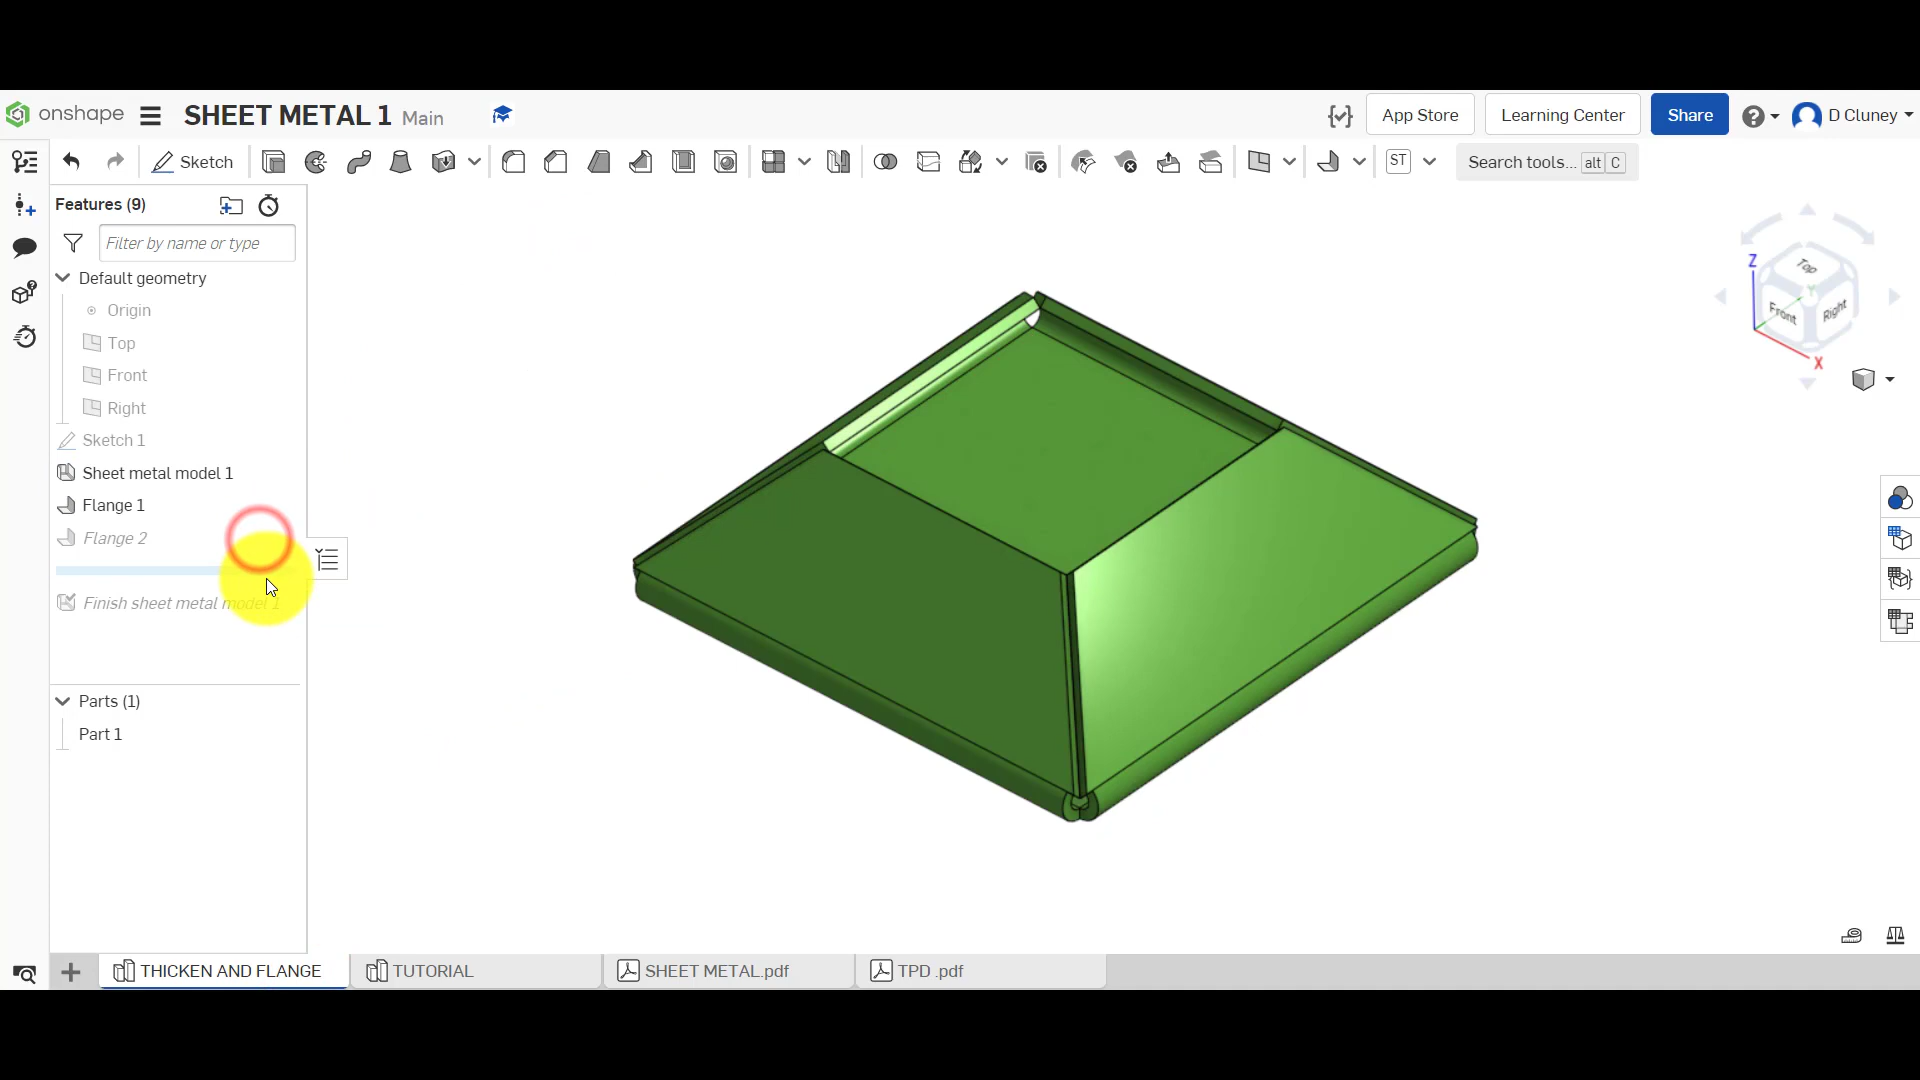 onshape SHEET METAL 1 Main App Store Learning Center Share D Cluney
Sketch ST Search tools... alt C
Features (9)
Filter by name or type
Default geometry
Origin
Top
Front
Right
Sketch 1
Sheet metal model 1
Flange 1
Flange 2
Finish sheet metal model 1
Parts (1)
Part 1
Z
Top
Y
Front
Right
X
THICKEN AND FLANGE TUTORIAL SHEET METAL.pdf TPD .pdf